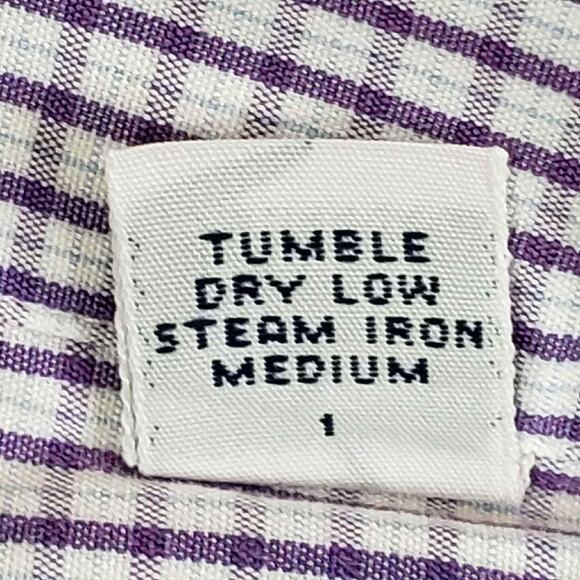 TUMBLE
DRY LOW
STEAM IRON
MEDIUM
1